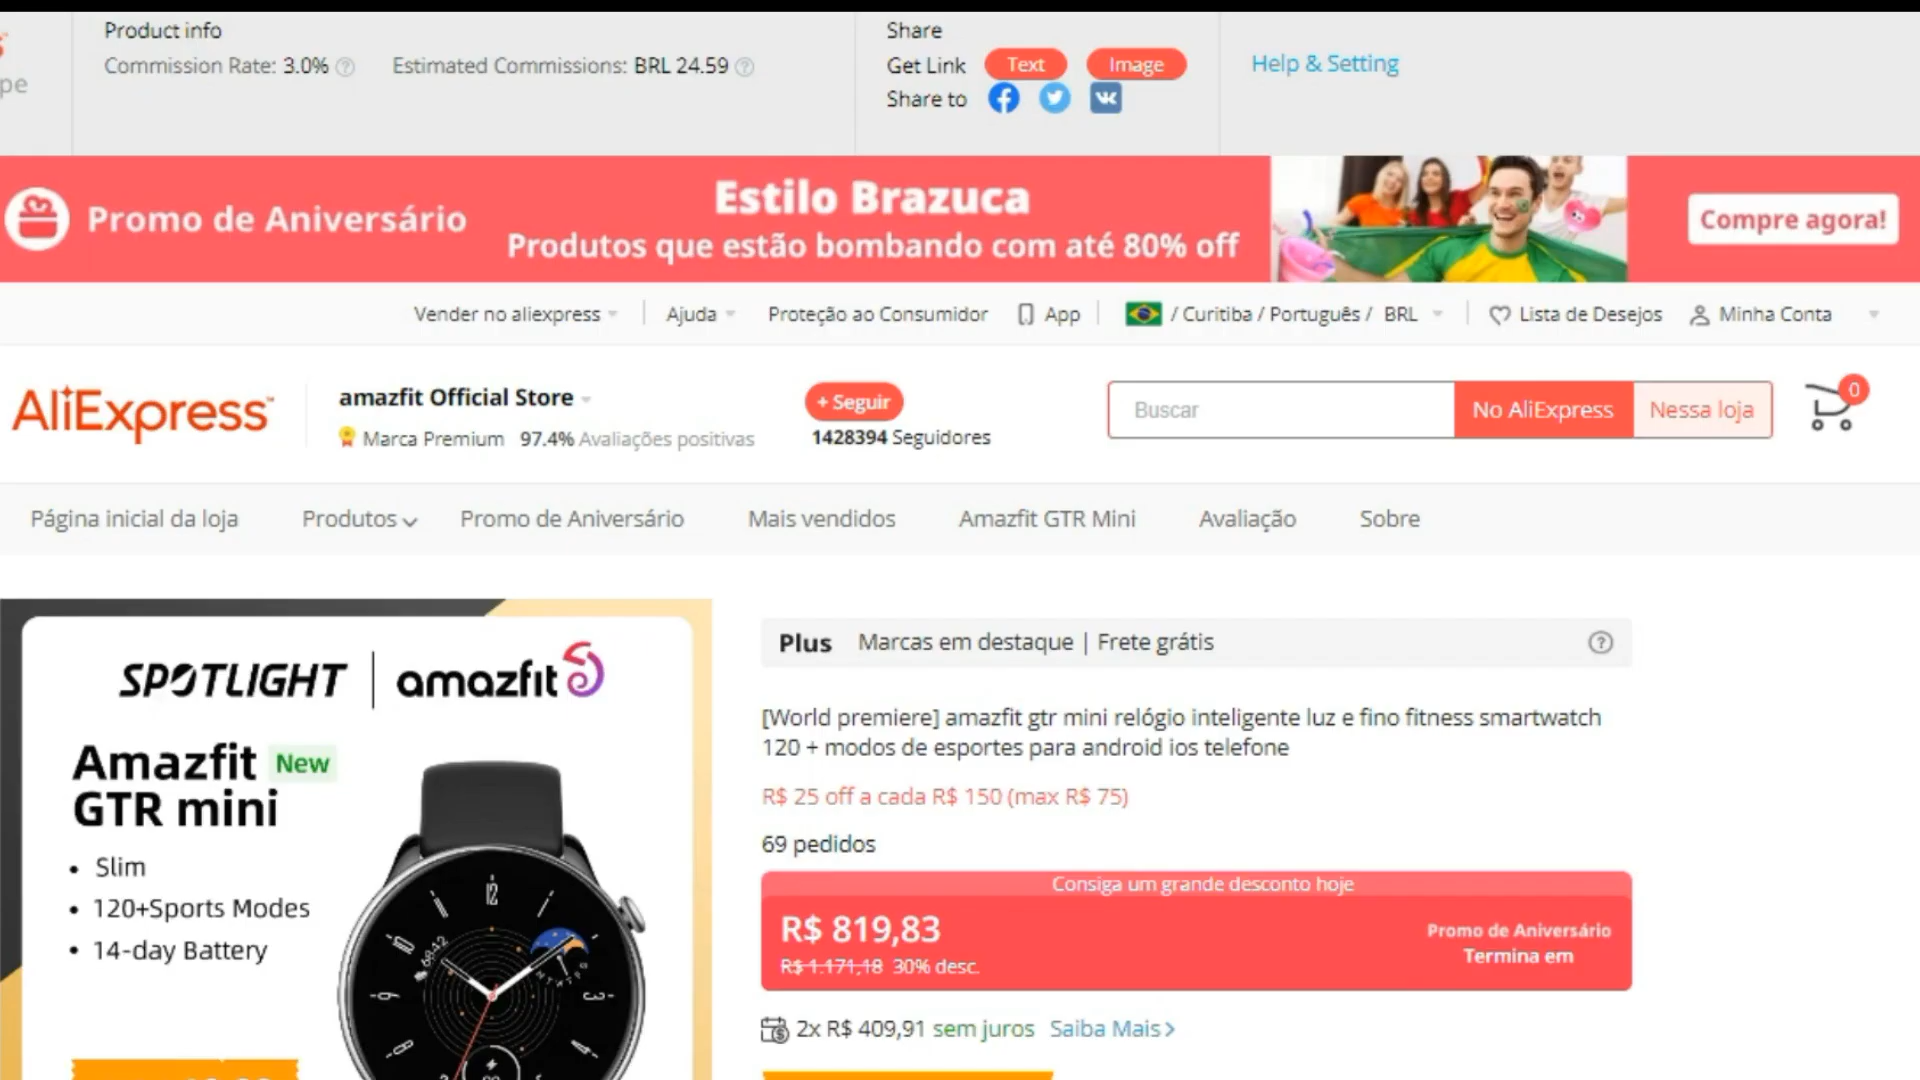 Product info
Commission Rate: 3.0%
Estimated Commissions: BRL 24.59
Share
Get Link Text Image
Share to
Help & Setting
Promo de Aniversário
Estilo Brazuca
Produtos que estão bombando com até 80% off
Compre agora!
Vender no aliexpress
Ajuda
Proteção ao Consumidor
App
/ Curitiba / Português / BRL
Lista de Desejos
Minha Conta
AliExpress™
amazfit Official Store
Marca Premium 97.4% Avaliações positivas
+ Seguir
1428394 Seguidores
Buscar
No AliExpress
Nessa loja
0
Página inicial da loja
Produtos
Promo de Aniversário
Mais vendidos
Amazfit GTR Mini
Avaliação
Sobre
SPOTLIGHT | amazfit
Amazfit New
GTR mini
• Slim
• 120+Sports Modes
• 14-day Battery
12
Plus Marcas em destaque | Frete grátis
[World premiere] amazfit gtr mini relógio inteligente luz e fino fitness smartwatch
120 + modos de esportes para android ios telefone
R$ 25 off a cada R$ 150 (max R$ 75)
69 pedidos
Consiga um grande desconto hoje
R$ 819,83
R$ 1.171,18 30% desc.
Promo de Aniversário
Termina em
2x R$ 409,91 sem juros Saiba Mais